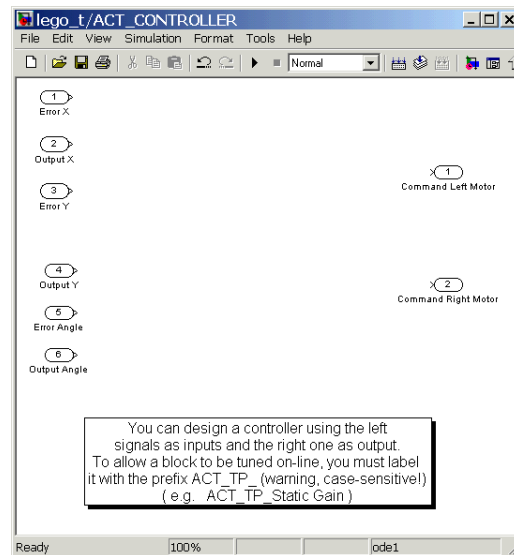 lego_t/ACT_CONTROLLER
File Edit View Simulation Format Tools Help
Normal
1
Error X
2
Output X
3
Error Y
1
Command Left Motor
4
Output Y
2
Command Right Motor
5
Error Angle
6
Output Angle
You can design a controller using the left
signals as inputs and the right one as output.
To allow a block to be tuned on-line, you must label
it with the prefix ACT_TP_ (warning, case-sensitive!)
( e.g. ACT_TP_Static Gain )
Ready 100% ode1